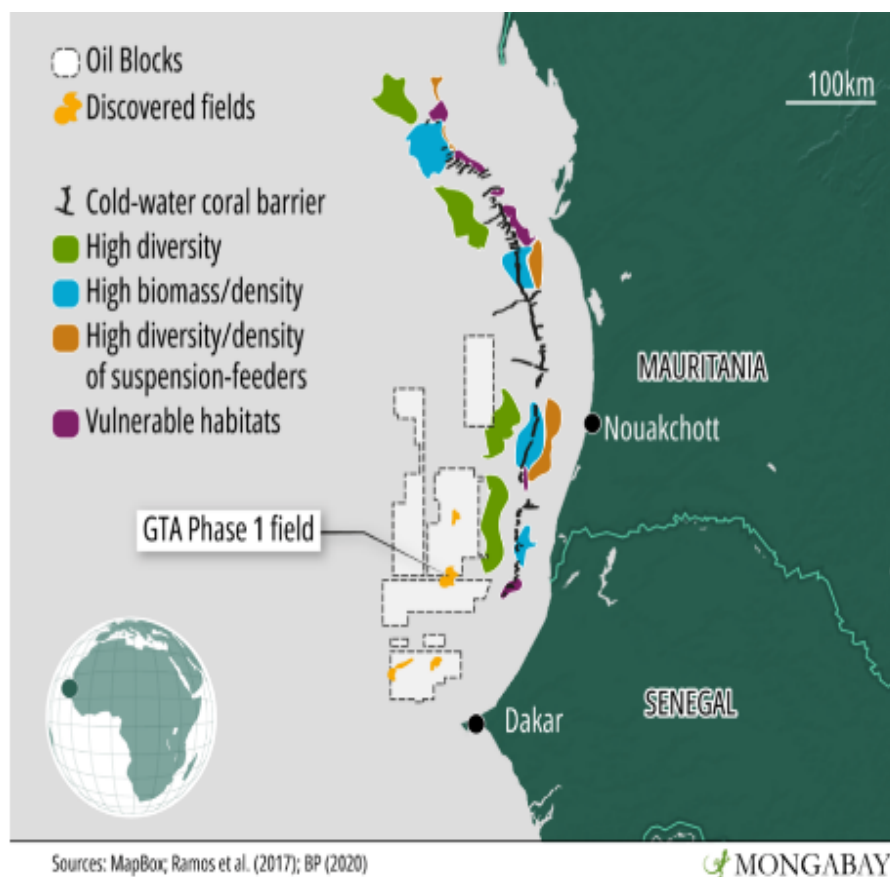 Oil Blocks
Discovered fields
100km
Cold-water coral barrier
High diversity
High biomass/density
High diversity/density
of suspension-feeders
Vulnerable habitats
MAURITANIA
Nouakchott
GTA Phase 1 field
SENEGAL
Dakar
Sources: MapBox; Ramos et al. (2017); BP (2020)
MONGABAY